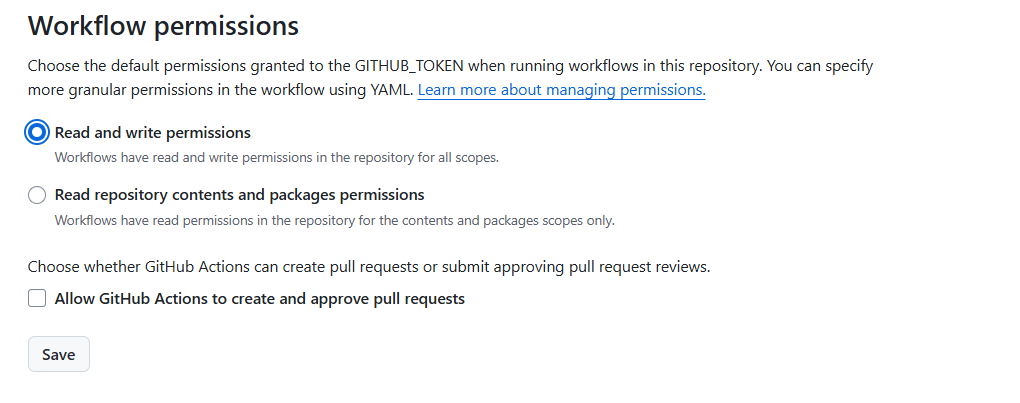 Workflow permissions
Choose the default permissions granted to the GITHUB_TOKEN when running workflows in this repository. You can specify
more granular permissions in the workflow using YAML. Learn more about managing permissions.
Read and write permissions
Workflows have read and write permissions in the repository for all scopes.
Read repository contents and packages permissions
Workflows have read permissions in the repository for the contents and packages scopes only.
Choose whether GitHub Actions can create pull requests or submit approving pull request reviews.
Allow GitHub Actions to create and approve pull requests
Save